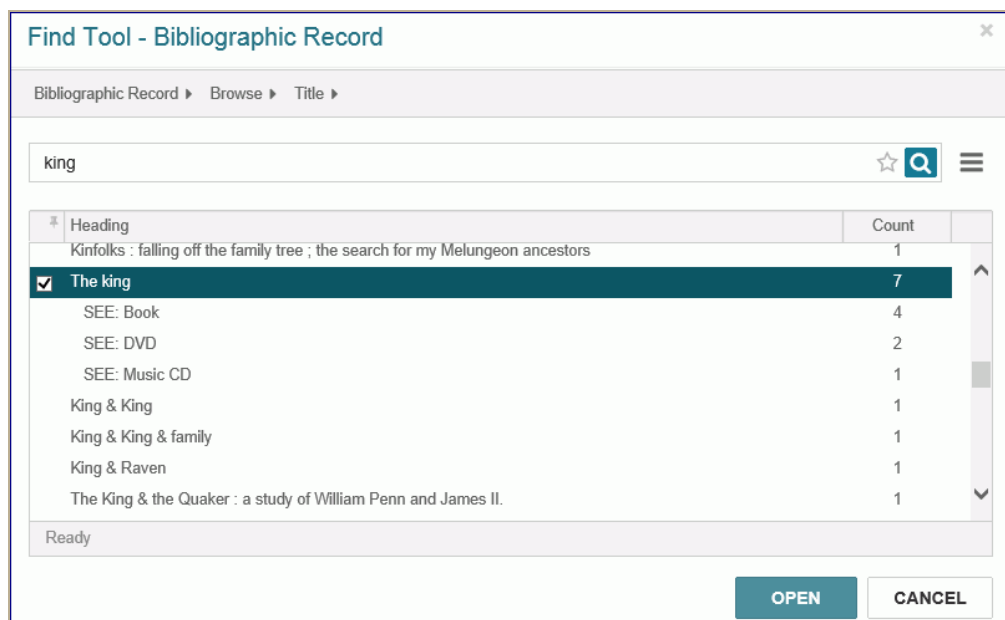 Find Tool - Bibliographic Record
Bibliographic Record Browse Title
king
Heading Count
Kinfolks : falling off the family tree ; the search for my Melungeon ancestors 1
The king 7
SEE: Book 4
SEE: DVD 2
SEE: Music CD 1
King & King 1
King & King & family 1
King & Raven 1
The King & the Quaker : a study of William Penn and James II. 1
Ready
OPEN CANCEL